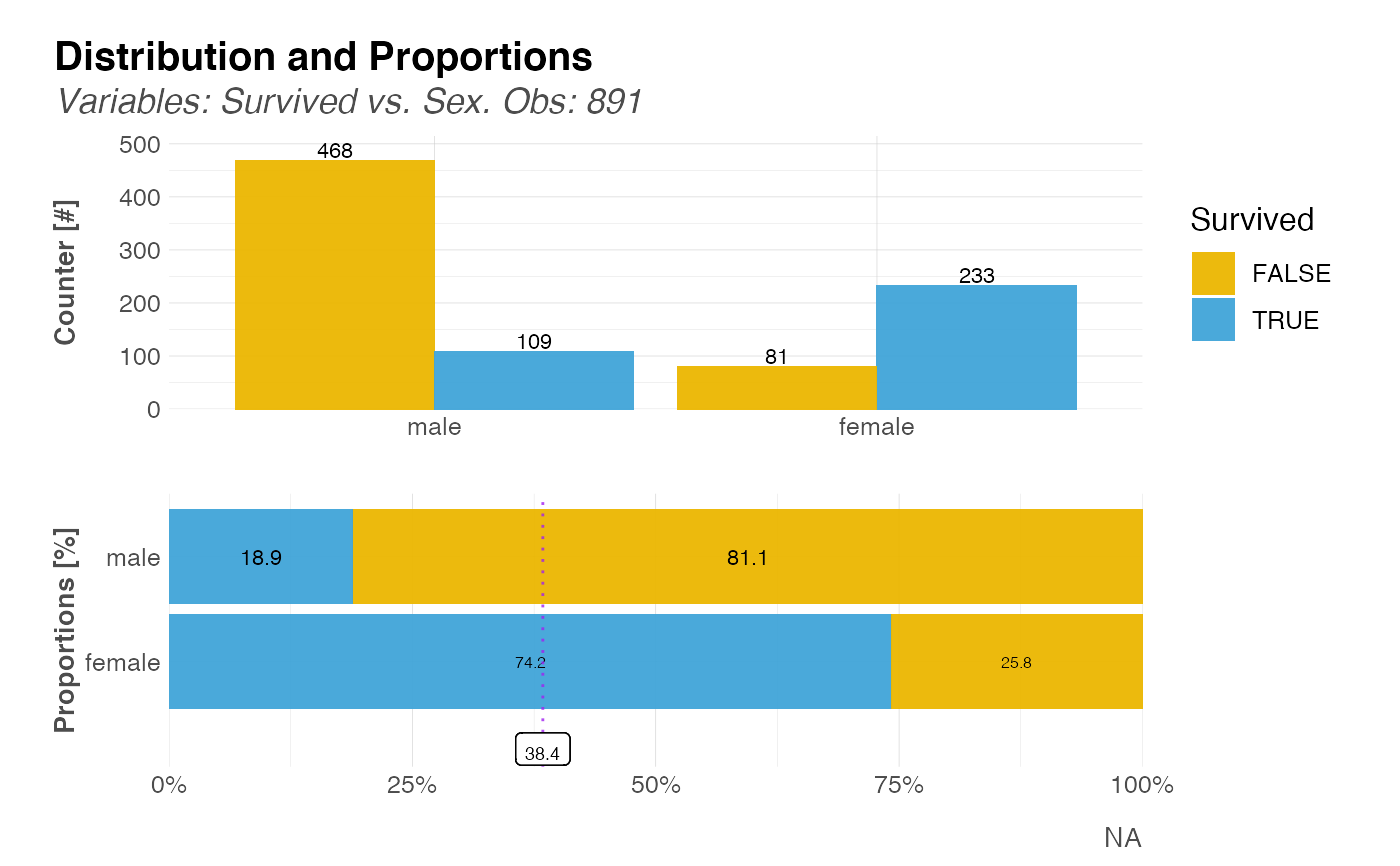 Distribution and Proportions
Variables: Survived vs. Sex. Obs: 891
Counter [#]
500
400
300
200
100
0
468
109
81
233
male female
Survived
FALSE
TRUE
Proportions [%]
male 18.9 81.1
female 74.2 25.8
38.4
0% 25% 50% 75% 100%
NA